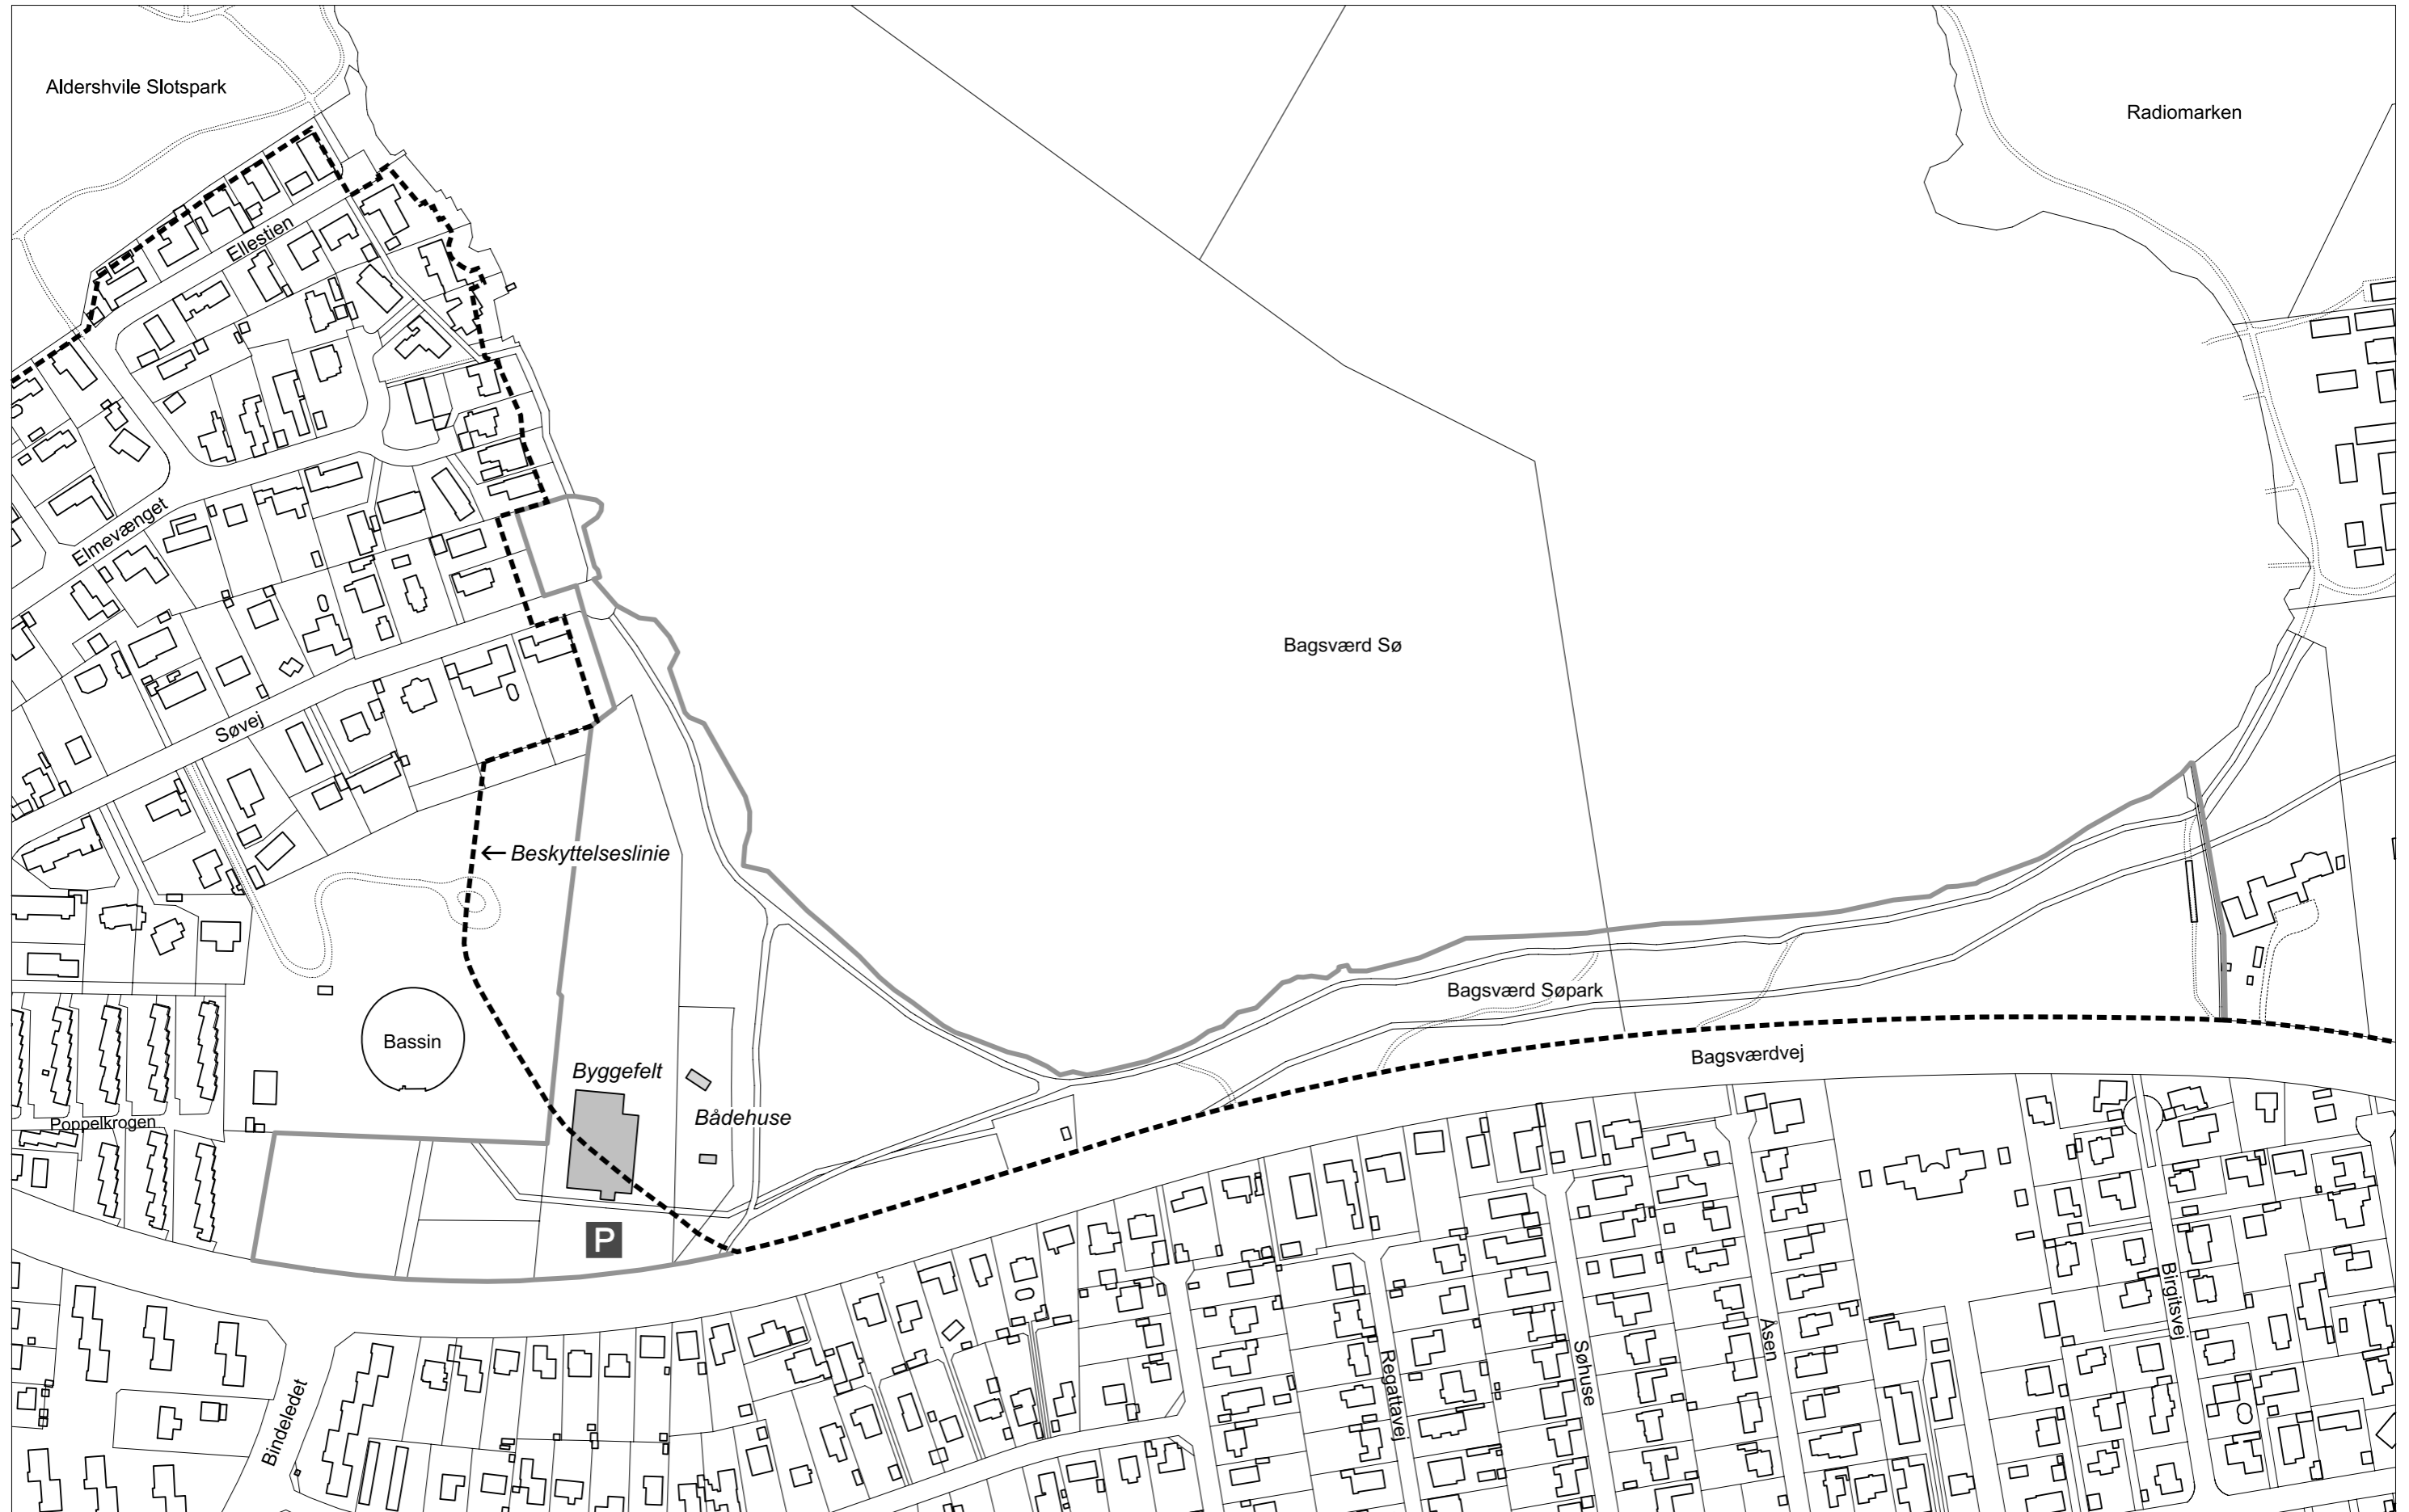 Aldershvile Slotspark
Radiomarken
Ellestien
Elmevænget
Bagsværd Sø
Søvej
← Beskyttelseslinie
Bagsværd Søpark
Bassin
Bagsværdvej
Byggefelt
Bådehuse
Poppelkrogen
P
Birgitsvej
Åsen
Søhuse
Regattavej
Bindeledet